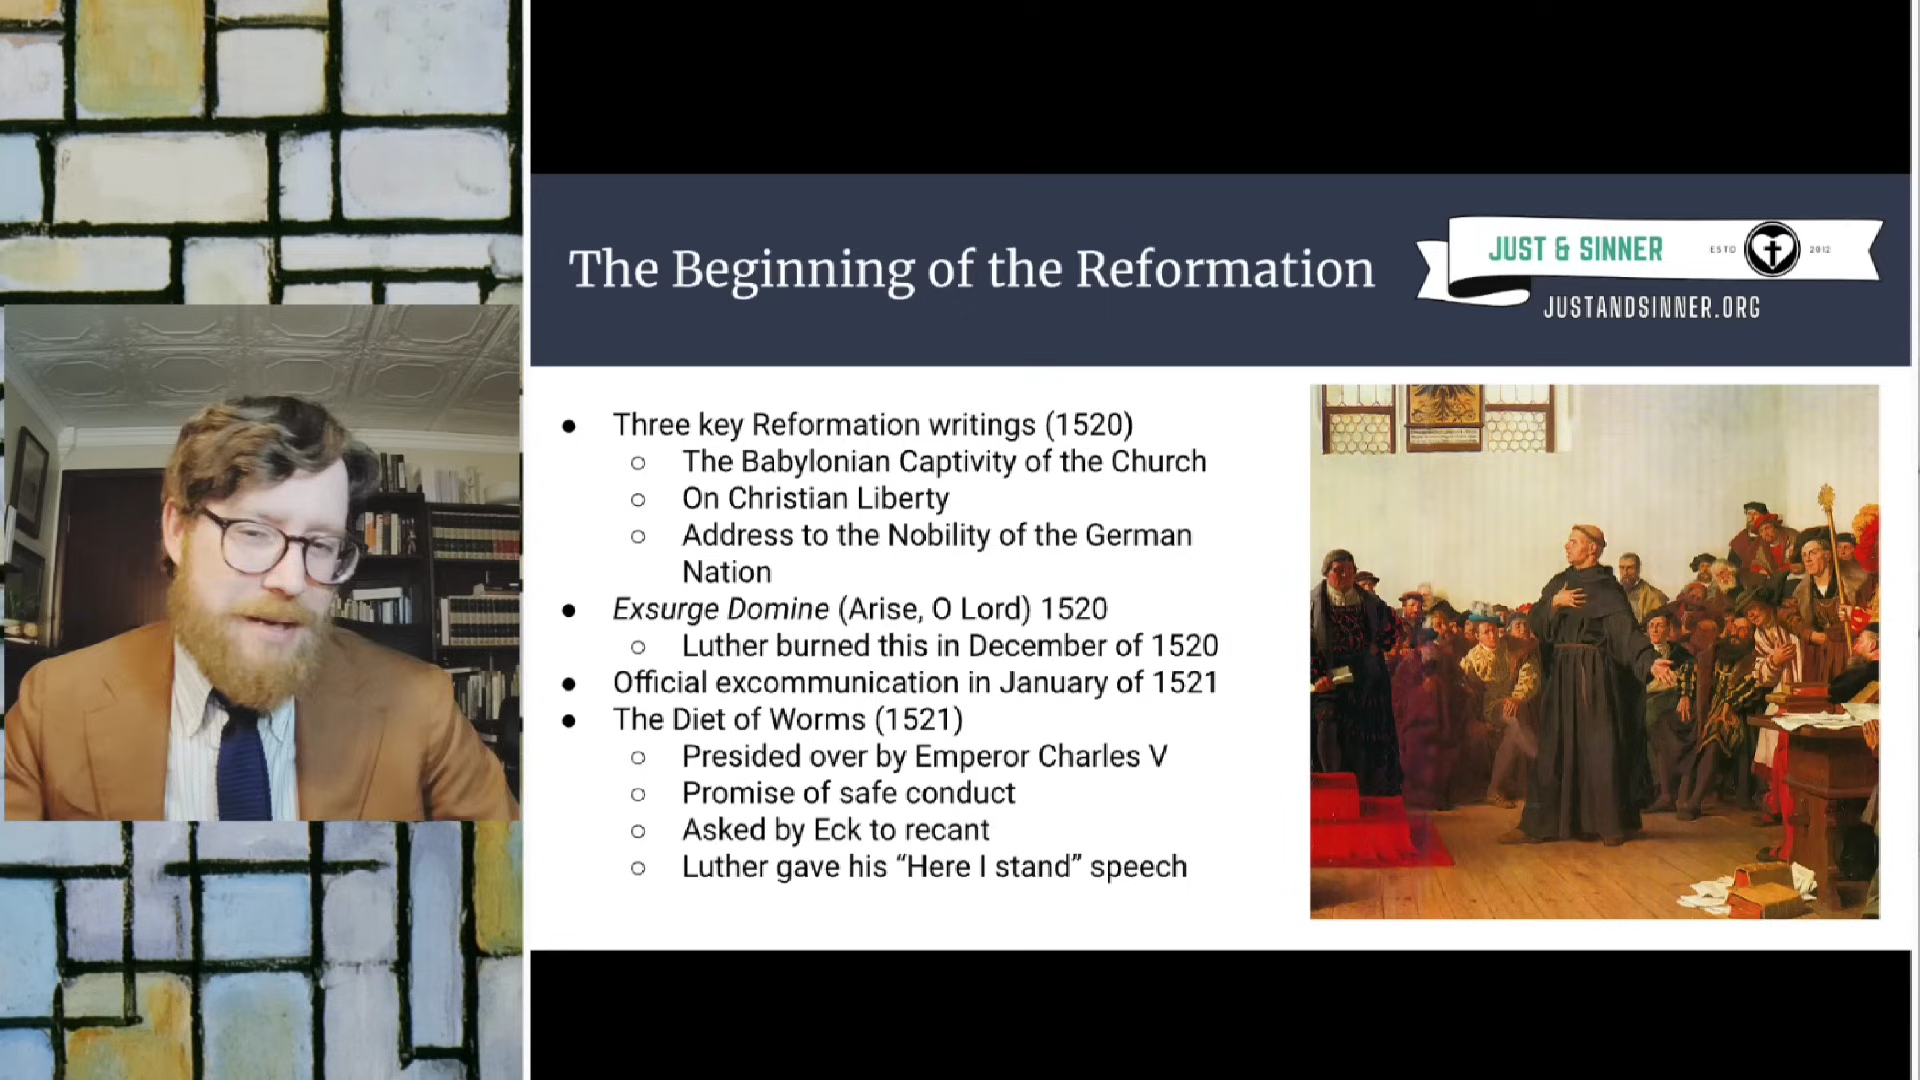 The Beginning of the Reformation
JUST & SINNER
ESTD 2012
JUSTANDSINNER.ORG
● Three key Reformation writings (1520)
○ The Babylonian Captivity of the Church
○ On Christian Liberty
○ Address to the Nobility of the German
Nation
● Exsurge Domine (Arise, O Lord) 1520
○ Luther burned this in December of 1520
● Official excommunication in January of 1521
● The Diet of Worms (1521)
○ Presided over by Emperor Charles V
○ Promise of safe conduct
○ Asked by Eck to recant
○ Luther gave his “Here I stand” speech